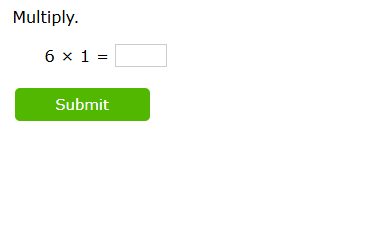 Multiply.
6 × 1 =
Submit